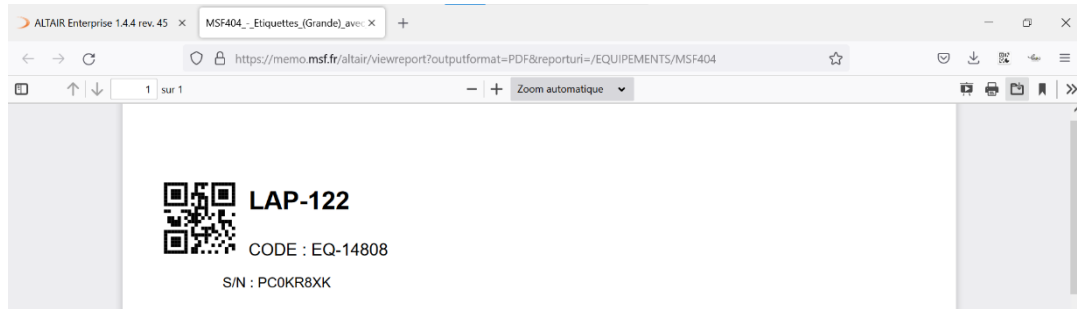 ALTAIR Enterprise 1.4.4 rev. 45
MSF404_-_Etiquettes_(Grande)_avec
https://memo.msf.fr/altair/viewreport?outputformat=PDF&reporturi=/EQUIPEMENTS/MSF404
1 sur 1
Zoom automatique
LAP-122
CODE : EQ-14808
S/N : PC0KR8XK